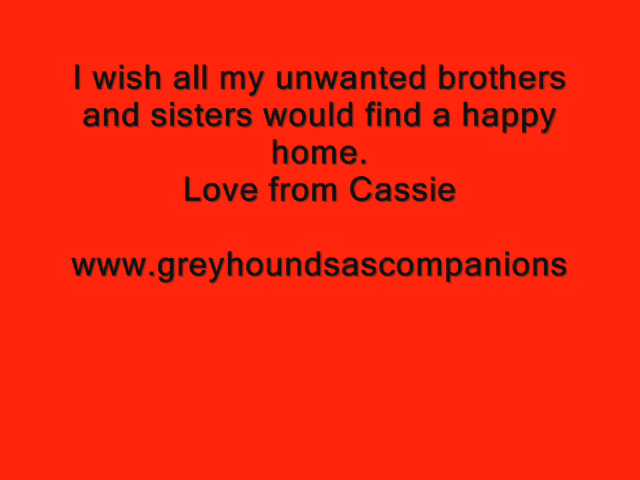 I wish all my unwanted brothers
and sisters would find a happy
home.
Love from Cassie
www.greyhoundsascompanions